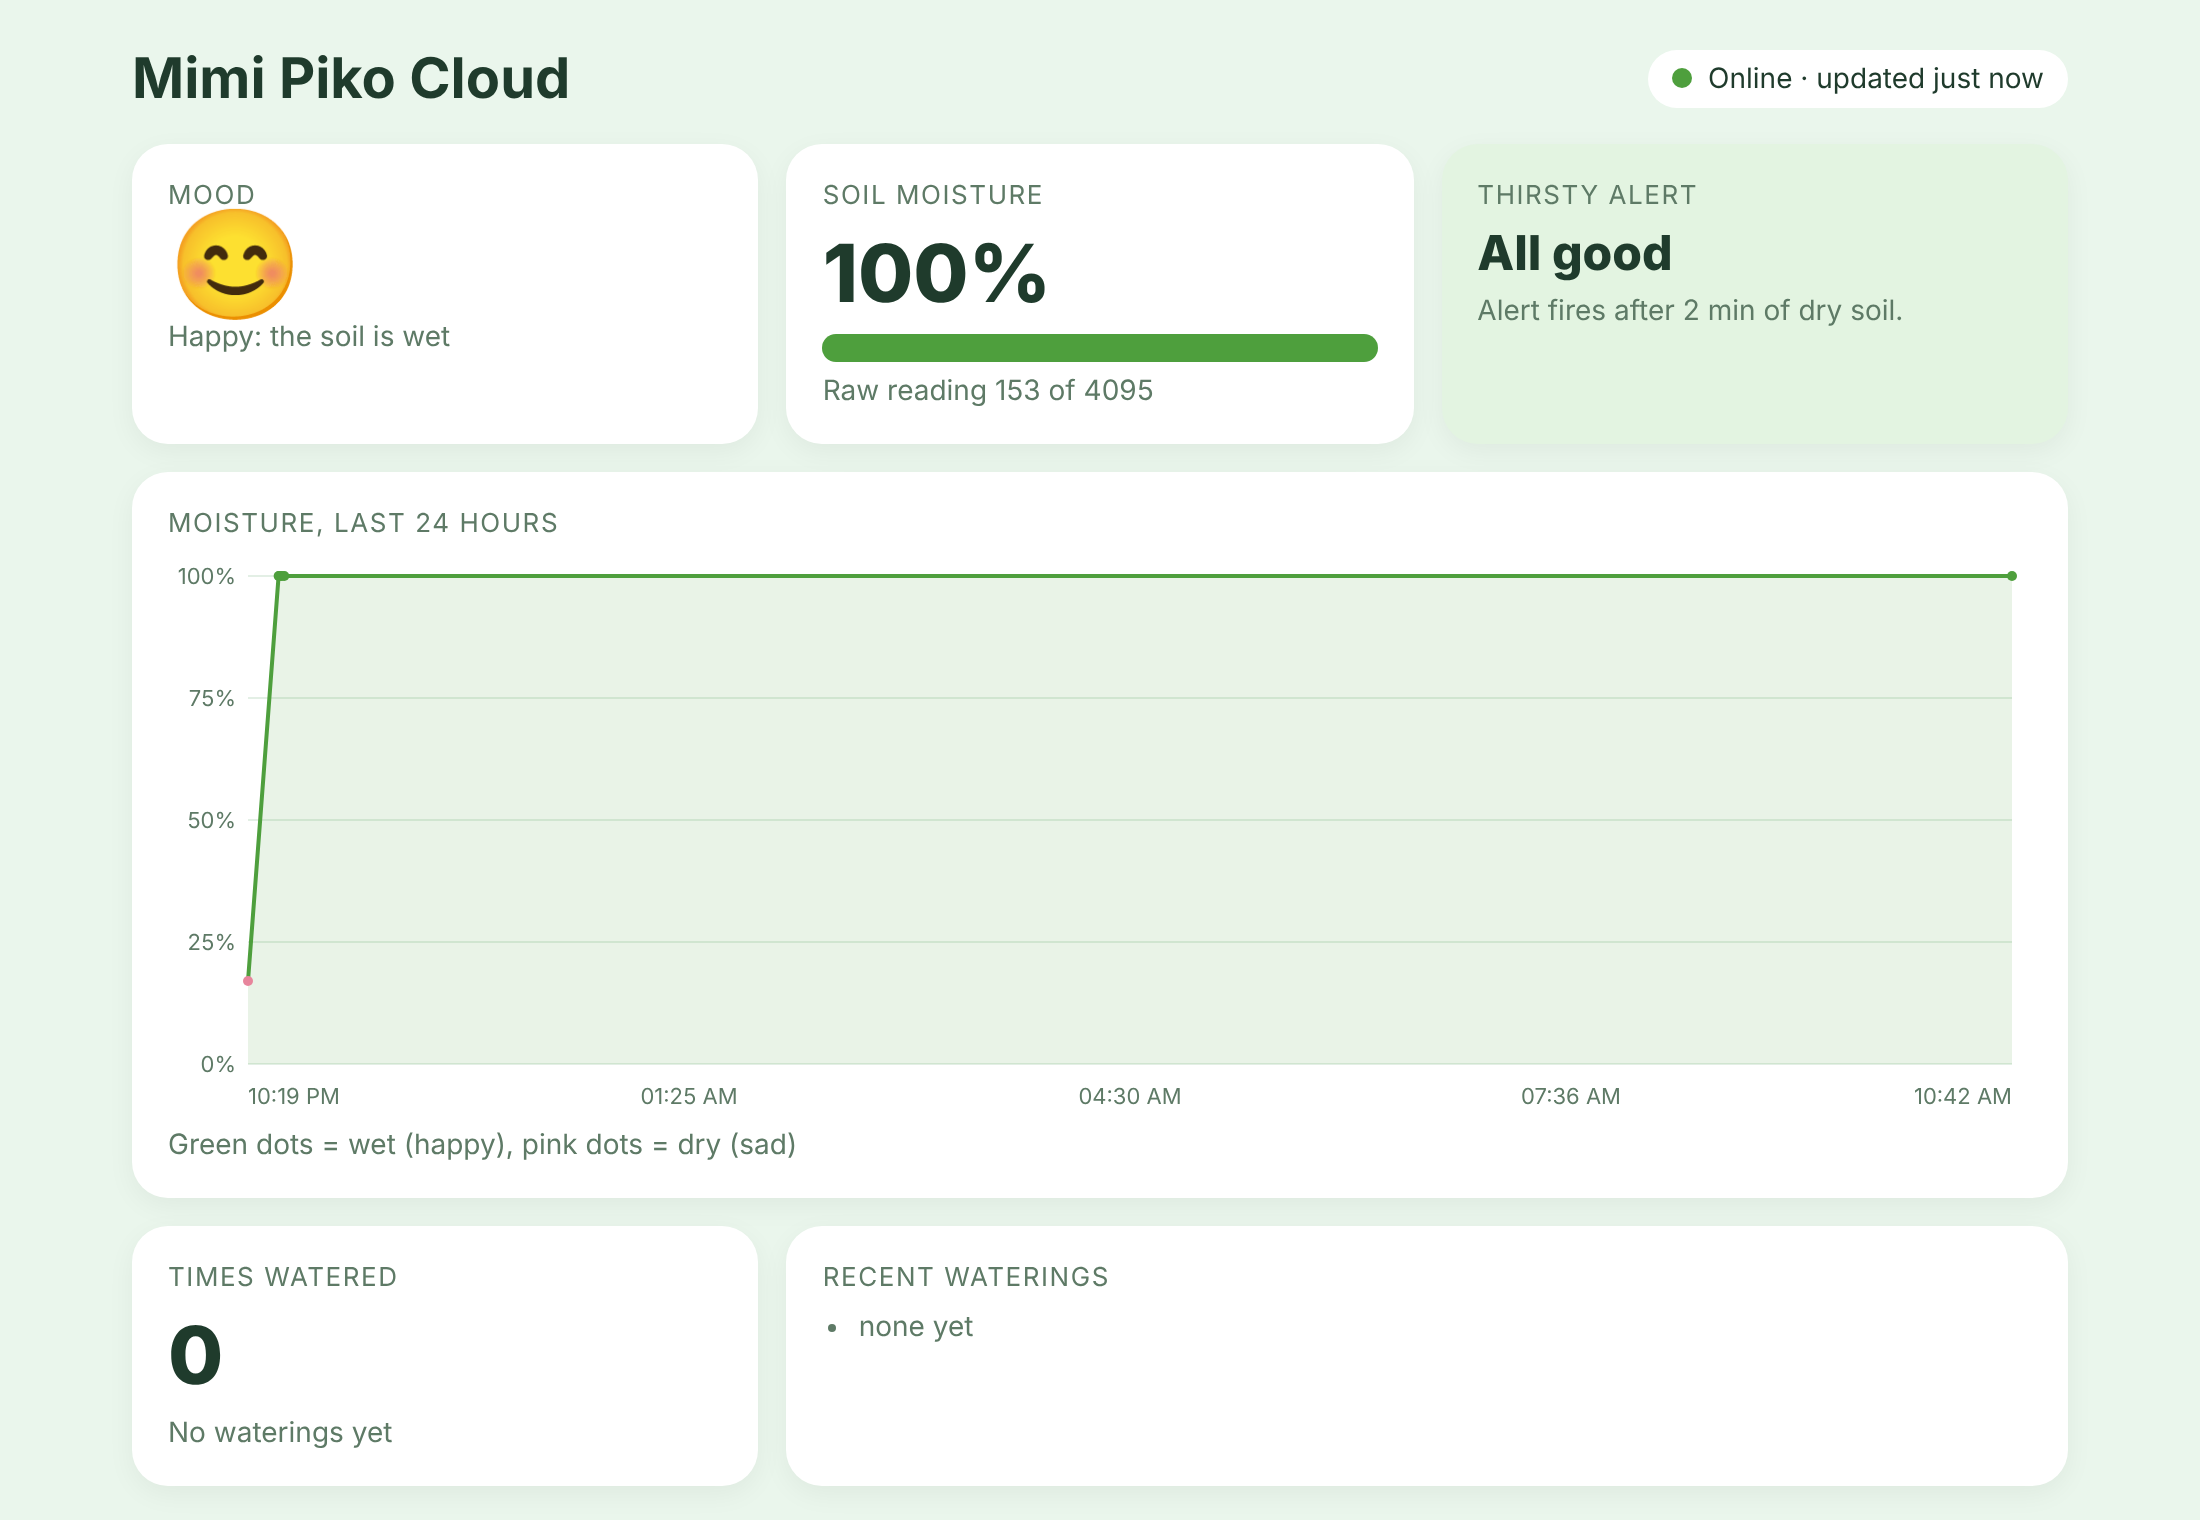 Mimi Piko Cloud
Online · updated just now
MOOD
Happy: the soil is wet
SOIL MOISTURE
100%
Raw reading 153 of 4095
THIRSTY ALERT
All good
Alert fires after 2 min of dry soil.
MOISTURE, LAST 24 HOURS
100%
75%
50%
25%
0%
10:19 PM 01:25 AM 04:30 AM 07:36 AM 10:42 AM
Green dots = wet (happy), pink dots = dry (sad)
TIMES WATERED
0
No waterings yet
RECENT WATERINGS
• none yet